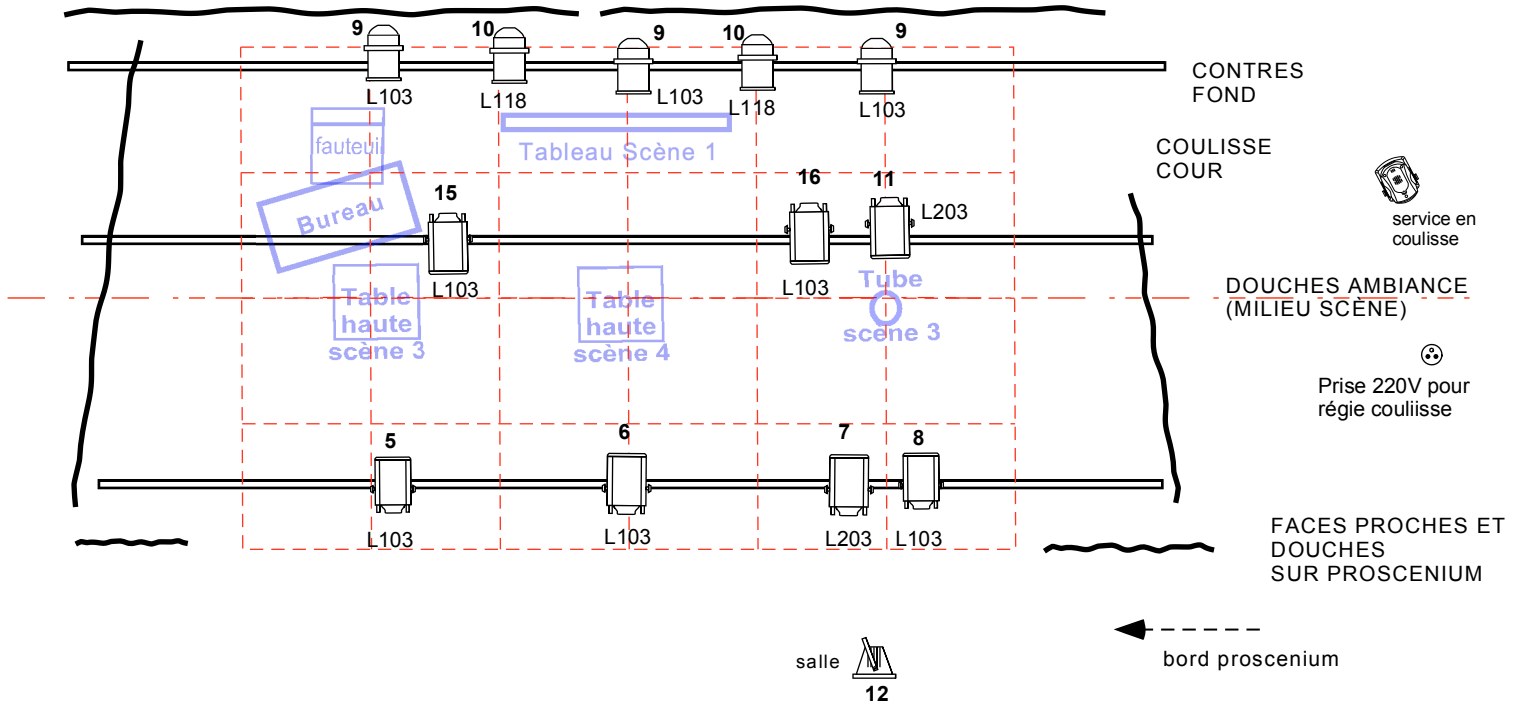 9
10
9
10
9
L103
L118
L103
L118
L103
CONTRES
FOND
fauteuil
Tableau Scène 1
COULISSE
COUR
Bureau
15
16
11
L203
service en
coulisse
L103
L103
Table
haute
scène 3
Table
haute
scène 4
Tube
scène 3
DOUCHES AMBIANCE
(MILIEU SCÈNE)
Prise 220V pour
régie couliisse
5
6
7
8
L103
L103
L203
L103
FACES PROCHES ET
DOUCHES
SUR PROSCENIUM
salle
12
bord proscenium